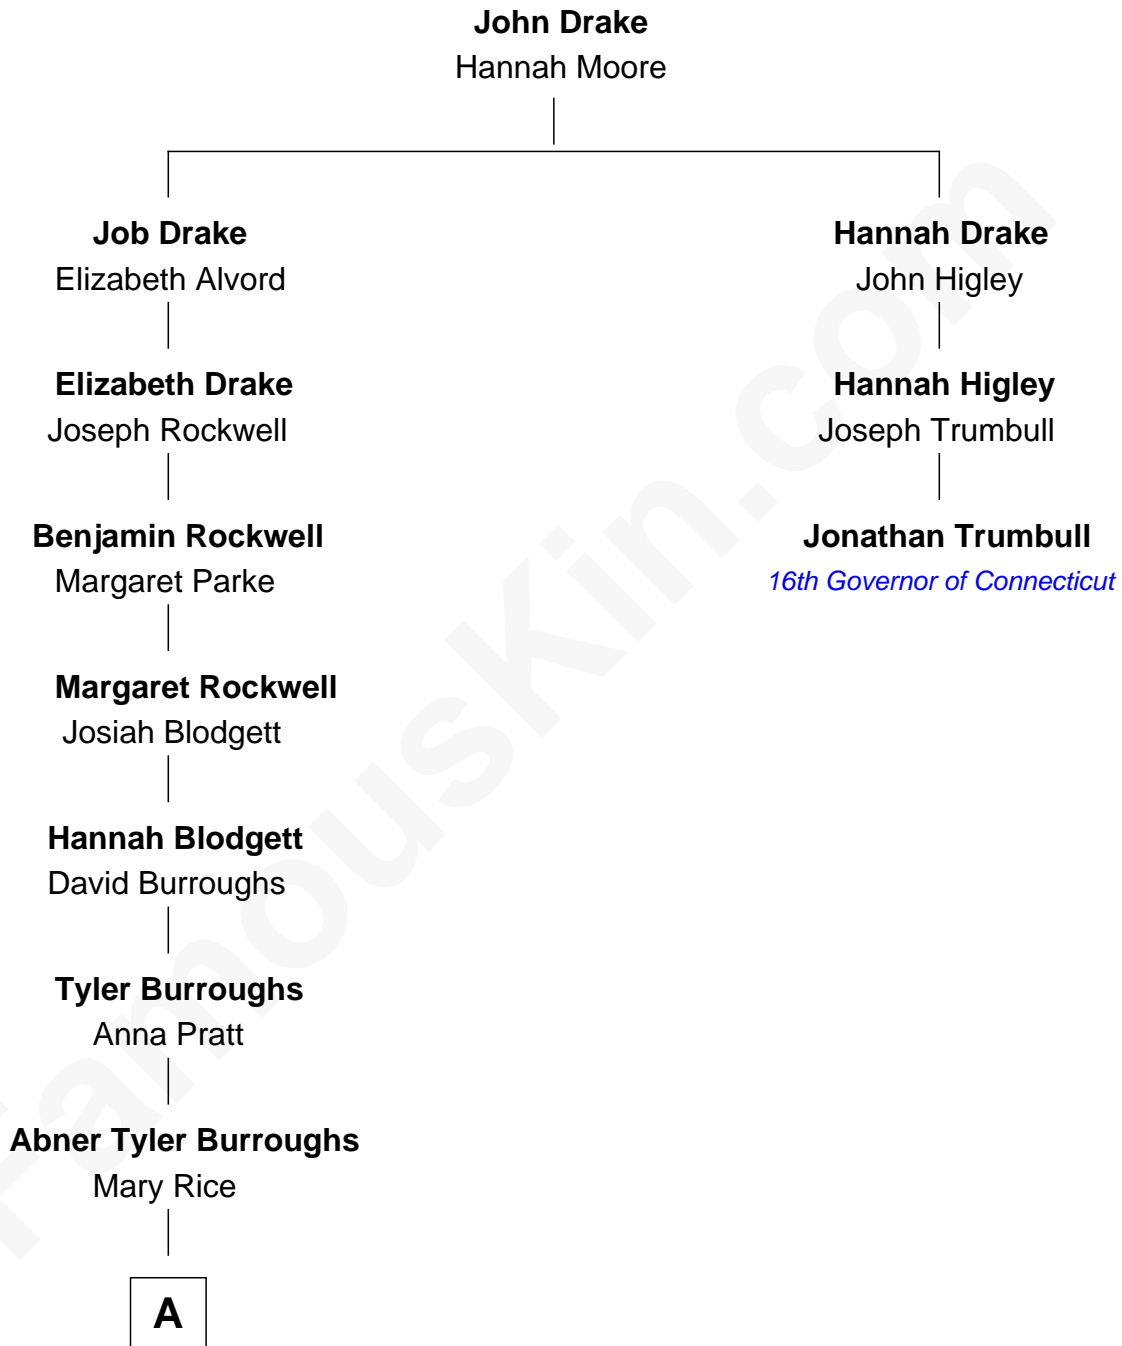 John Drake
Hannah Moore
Job Drake
Elizabeth Alvord
Hannah Drake
John Higley
Elizabeth Drake
Joseph Rockwell
Hannah Higley
Joseph Trumbull
Benjamin Rockwell
Margaret Parke
Jonathan Trumbull
16th Governor of Connecticut
Margaret Rockwell
Josiah Blodgett
Hannah Blodgett
David Burroughs
Tyler Burroughs
Anna Pratt
Abner Tyler Burroughs
Mary Rice
A
FamousKin.com